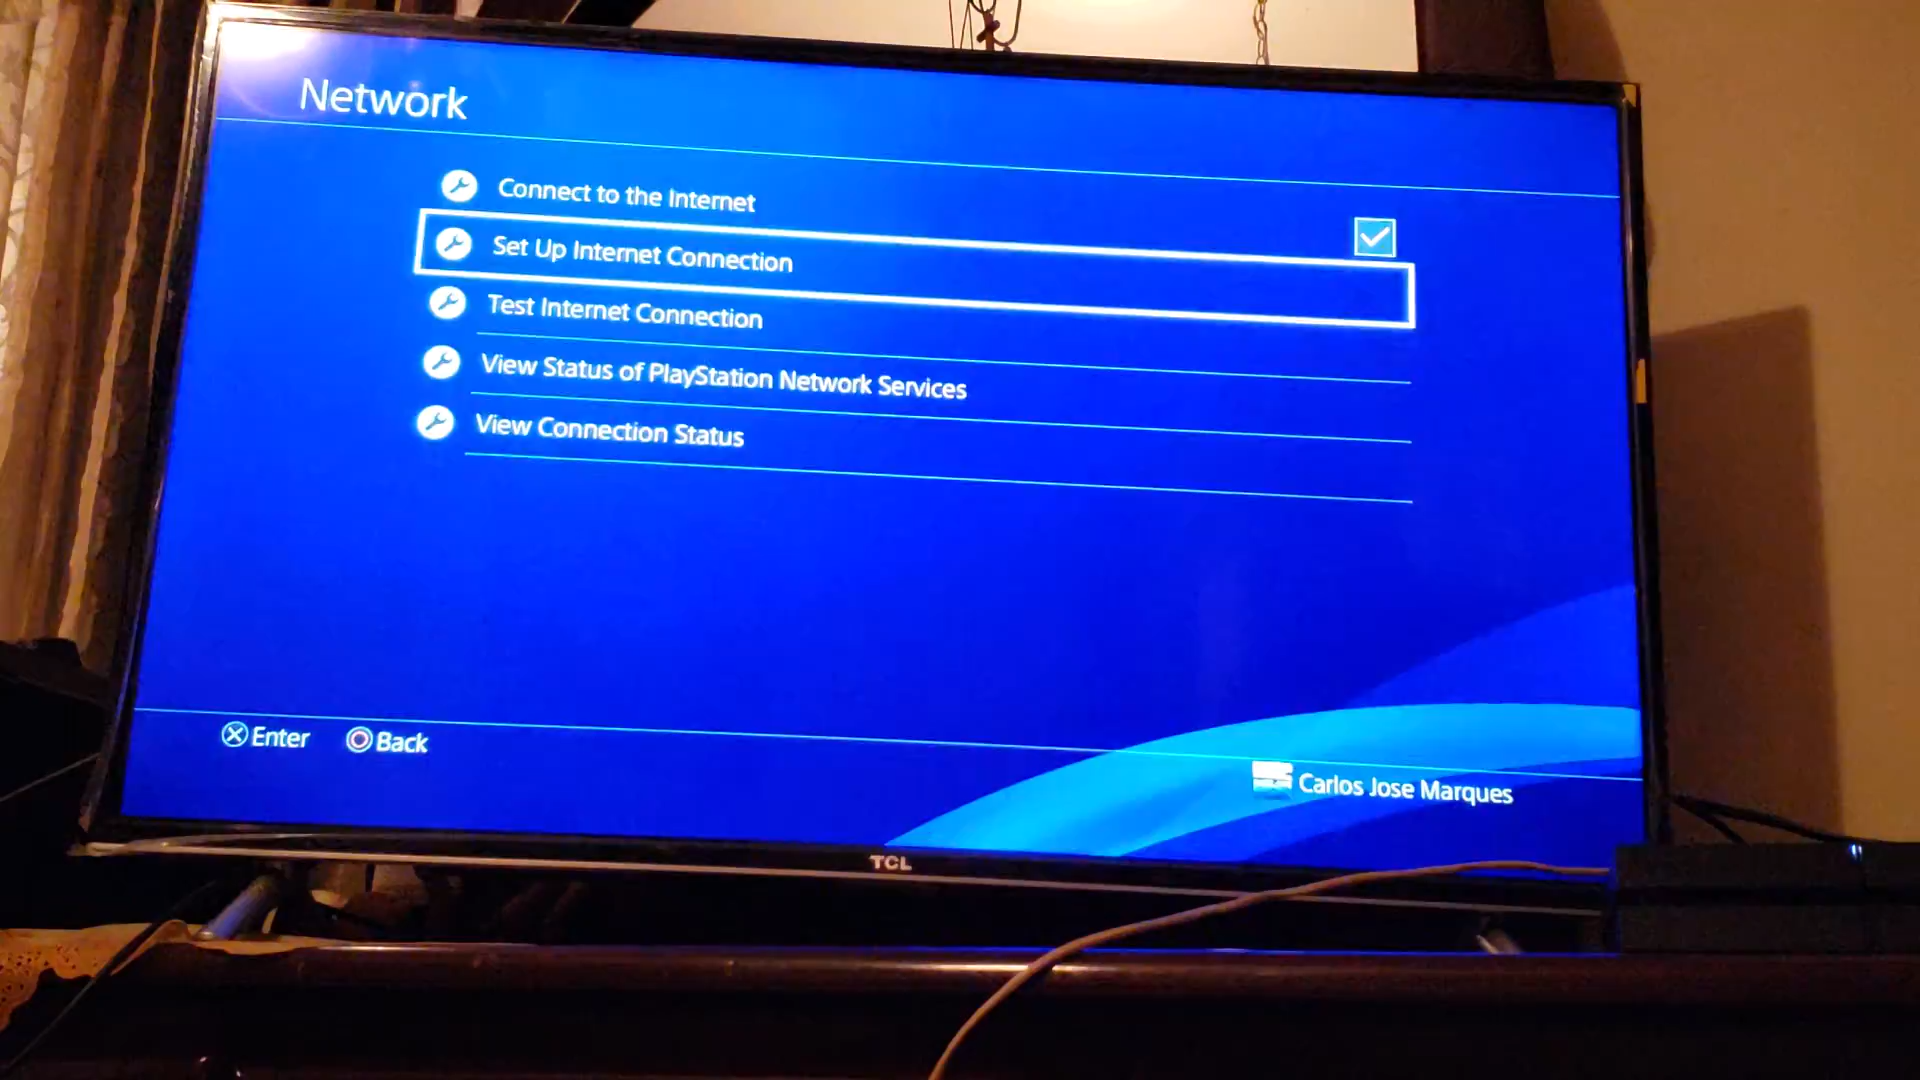 Network
Connect to the Internet
Set Up Internet Connection
Test Internet Connection
View Status of PlayStation Network Services
View Connection Status
Enter Back
Carlos Jose Marques
TCL